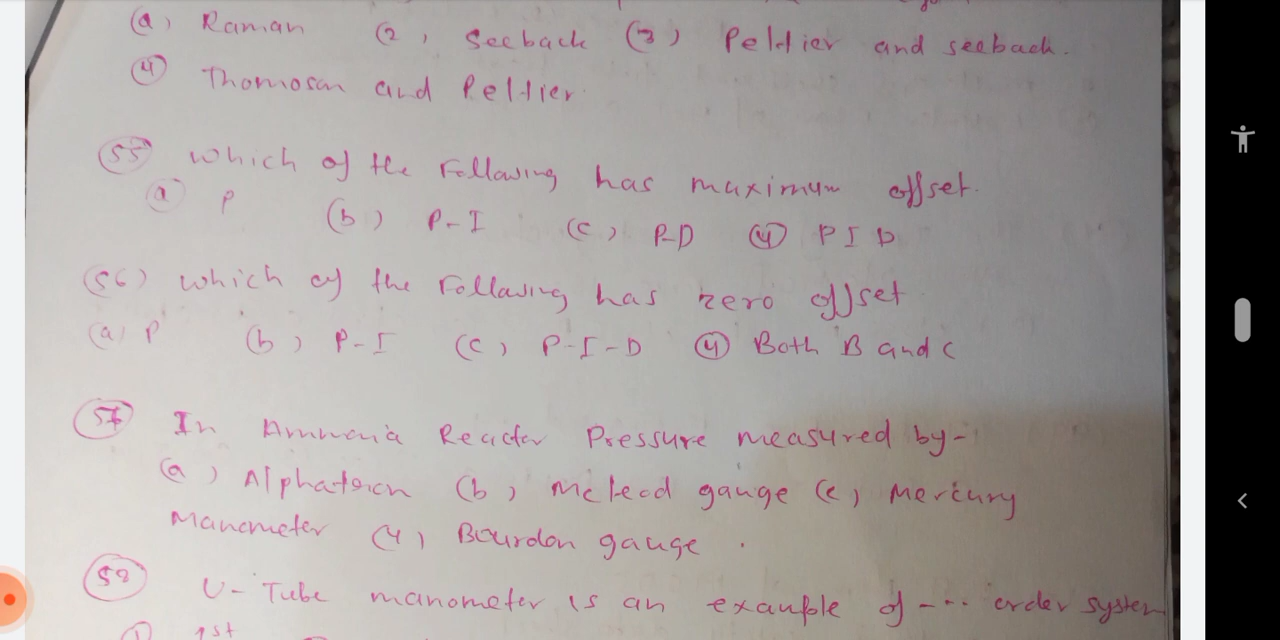 (a) Raman (2) Seeback (3) Peltier and seeback.
(4) Thomosan and Peltier
(55) which of the Following has maximum offset.
(a) P (b) P-I (c) P-D (4) P I D
(56) which of the Following has zero offset
(a) P (b) P-I (c) P-I-D (4) Both B and C
(57) In Ammonia Reactor Pressure measured by-
(a) Alphatorn (b) McLeod gauge (c) Mercury
Manometer (4) Bourdon gauge.
(58) U-Tube manometer is an example of --- order system
1st